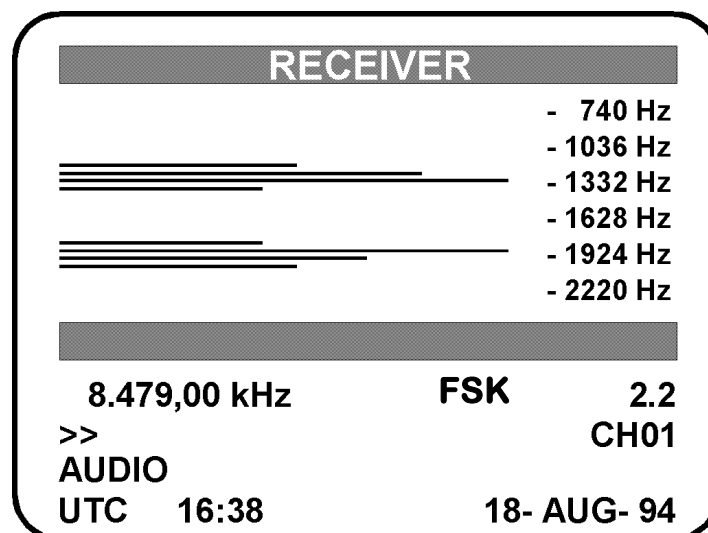 RECEIVER
- 740 Hz
- 1036 Hz
- 1332 Hz
- 1628 Hz
- 1924 Hz
- 2220 Hz
8.479,00 kHz FSK 2.2
>> CH01
AUDIO
UTC 16:38 18- AUG- 94